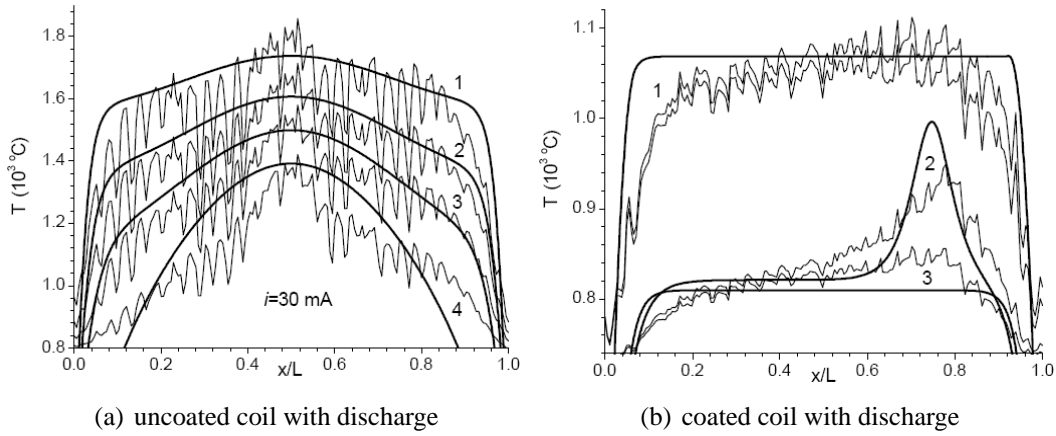 1.8
1.6
1.4
1.2
1.0
0.8
T (10³ °C)
1
2
3
4
i=30 mA
0.0 0.2 0.4 0.6 0.8 1.0
x/L
(a) uncoated coil with discharge
1.1
1.0
0.9
0.8
T (10³ °C)
1
2
3
0.0 0.2 0.4 0.6 0.8 1.0
x/L
(b) coated coil with discharge